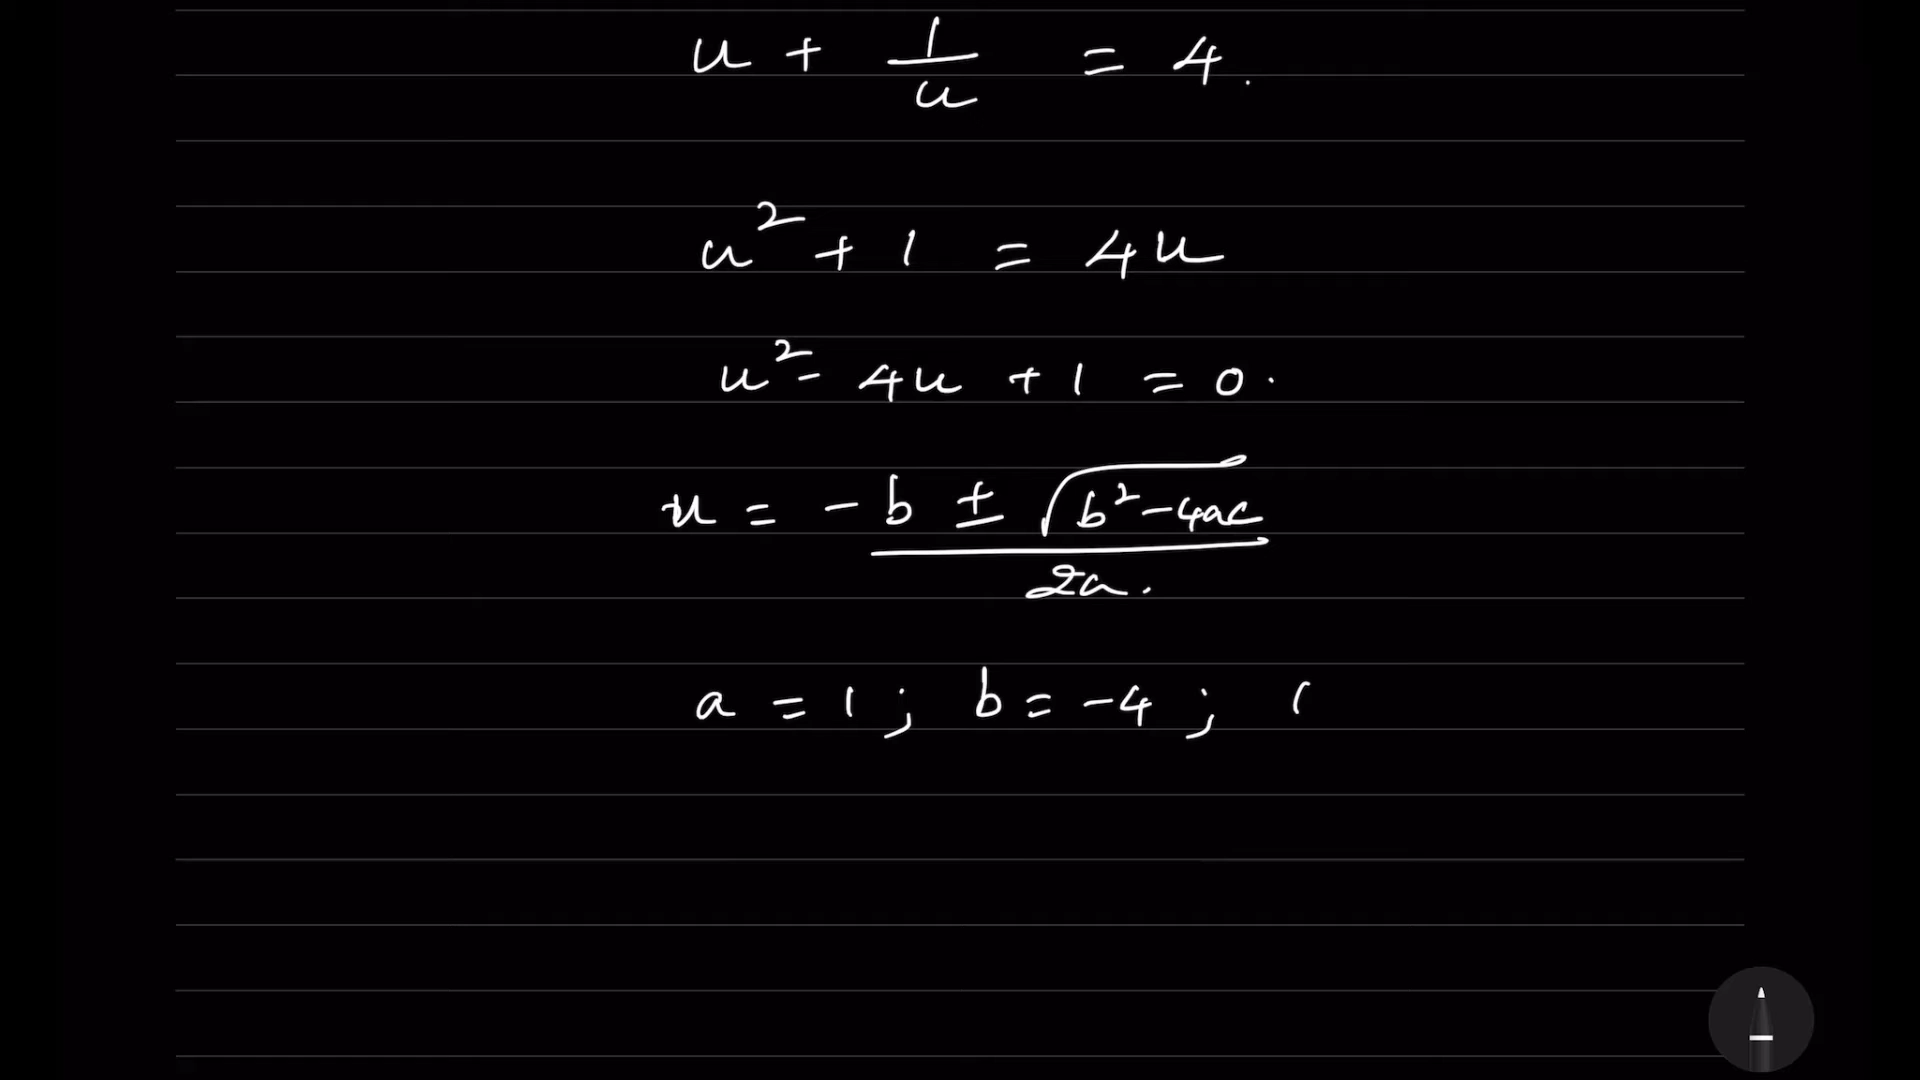 u + 1/u = 4.
u² + 1 = 4u
u² - 4u + 1 = 0.
u = -b ± √(b²-4ac) / 2a.
a = 1 ; b = -4 ; (